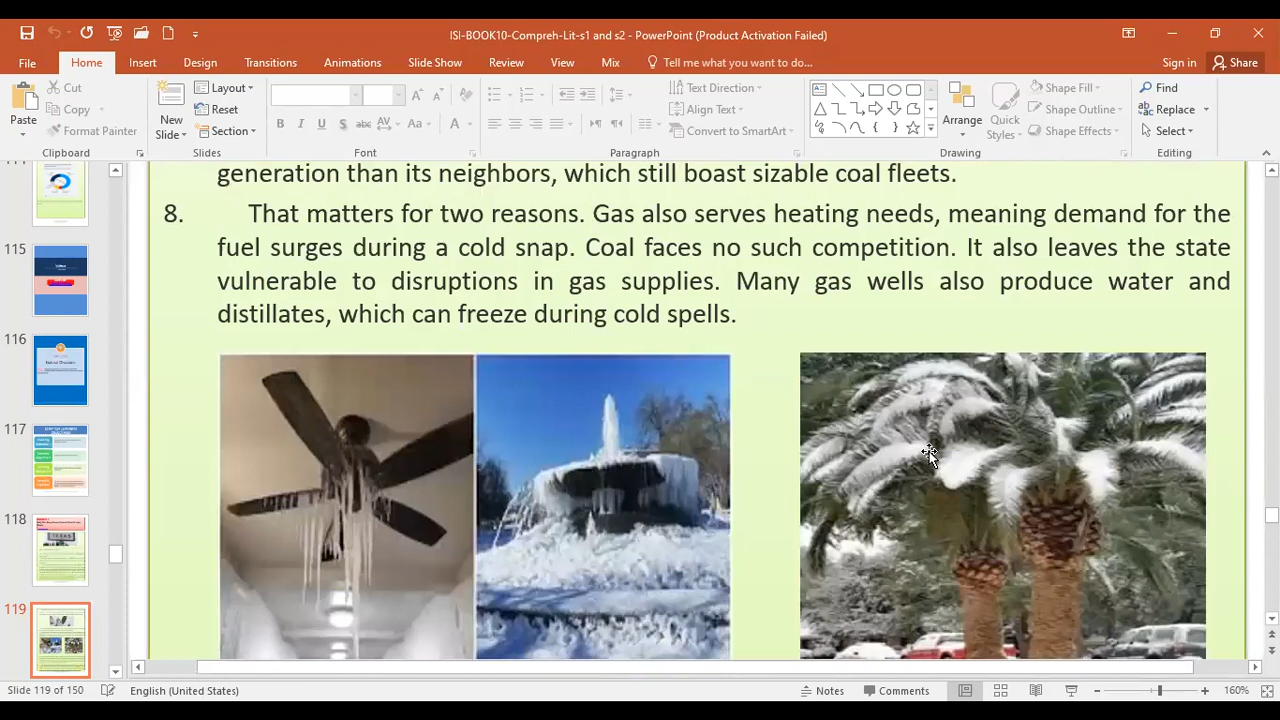 ISI-BOOK10-Compreh-Lit-s1 and s2 - PowerPoint (Product Activation Failed)
File Home Insert Design Transitions Animations Slide Show Review View Mix Tell me what you want to do... Sign in Share
Paste Cut Copy Format Painter New Slide Layout Reset Section Text Direction Align Text Convert to SmartArt Arrange Quick Styles Shape Fill Shape Outline Shape Effects Find Replace Select
Clipboard Slides Font Paragraph Drawing Editing
generation than its neighbors, which still boast sizable coal fleets.
8. That matters for two reasons. Gas also serves heating needs, meaning demand for the
fuel surges during a cold snap. Coal faces no such competition. It also leaves the state
vulnerable to disruptions in gas supplies. Many gas wells also produce water and
distillates, which can freeze during cold spells.
115
116
117
118
TEXAS
119
Slide 119 of 150 English (United States) Notes Comments 160%